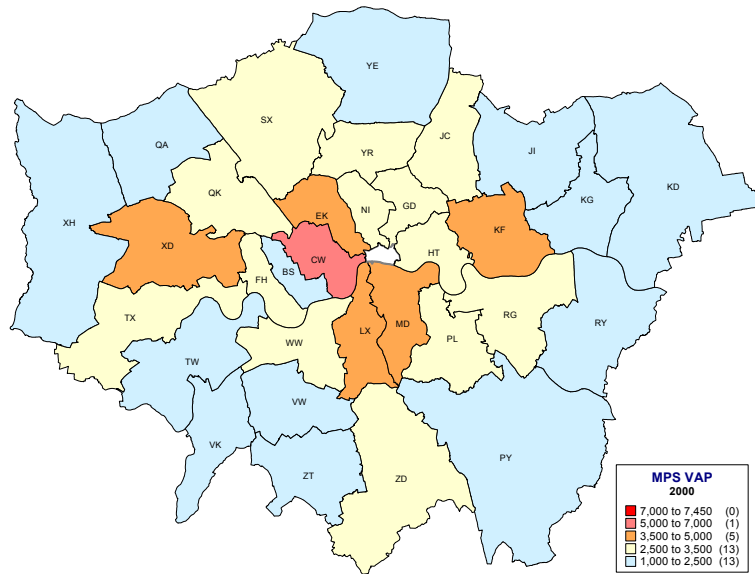 YE
SX
QA
JC
YR
JI
KD
QK
KG
NI
GD
EK
XH
KF
XD
HT
CW
BS
FH
TX
RG
RY
MD
PL
LX
WW
TW
VW
VK
PY
ZT
ZD
MPS VAP
2000
7,000 to 7,450 (0)
5,000 to 7,000 (1)
3,500 to 5,000 (5)
2,500 to 3,500 (13)
1,000 to 2,500 (13)